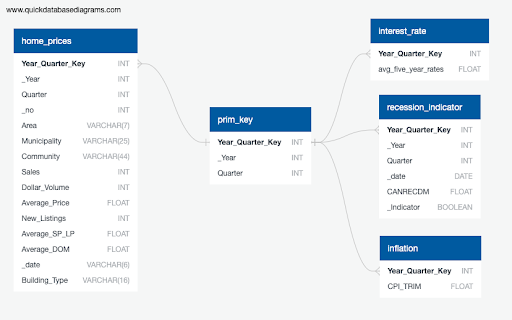 www.quickdatabasediagrams.com
home_prices
Year_Quarter_Key INT
_Year INT
Quarter INT
_no INT
Area VARCHAR(7)
Municipality VARCHAR(25)
Community VARCHAR(44)
Sales INT
Dollar_Volume INT
Average_Price FLOAT
New_Listings INT
Average_SP_LP FLOAT
Average_DOM FLOAT
_date VARCHAR(6)
Building_Type VARCHAR(16)
prim_key
Year_Quarter_Key INT
_Year INT
Quarter INT
interest_rate
Year_Quarter_Key INT
avg_five_year_rates FLOAT
recession_indicator
Year_Quarter_Key INT
_Year INT
Quarter INT
_date DATE
CANRECDM FLOAT
_Indicator BOOLEAN
inflation
Year_Quarter_Key INT
CPI_TRIM FLOAT